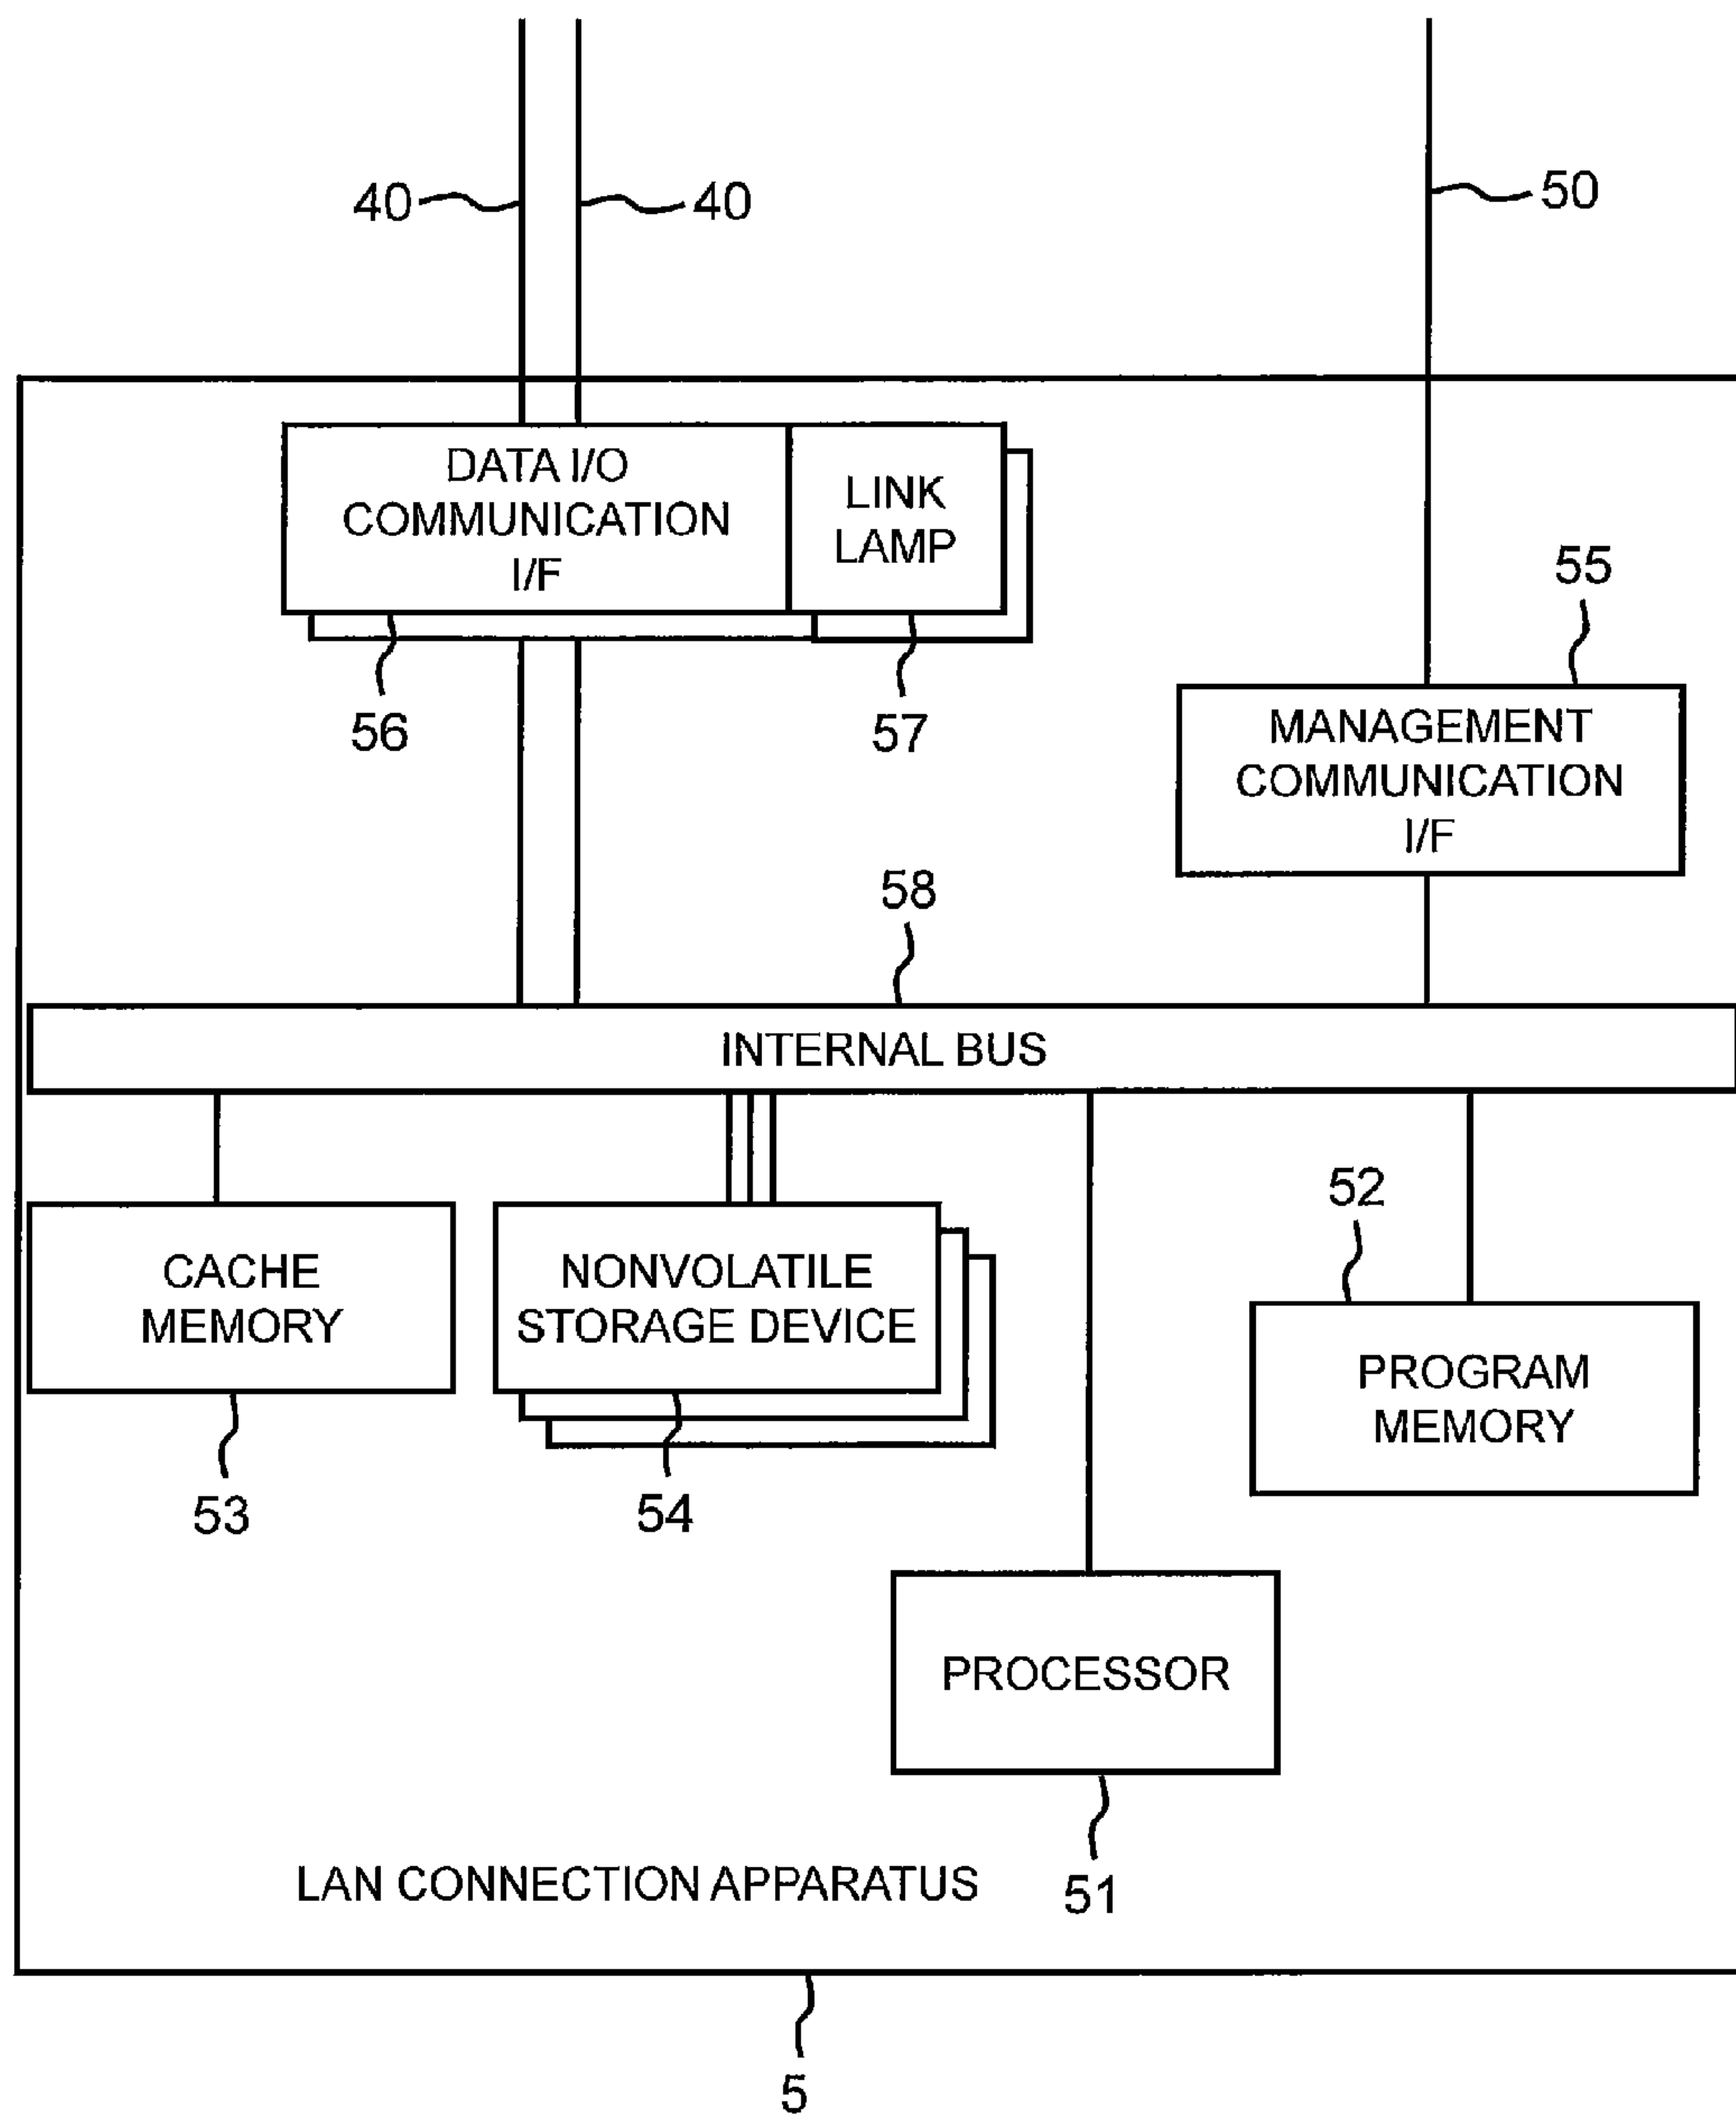 40
40
50
DATA I/O
COMMUNICATION
I/F
LINK
LAMP
55
56
57
MANAGEMENT
COMMUNICATION
I/F
58
INTERNAL BUS
52
CACHE
MEMORY
NONVOLATILE
STORAGE DEVICE
PROGRAM
MEMORY
53
54
PROCESSOR
LAN CONNECTION APPARATUS
51
5